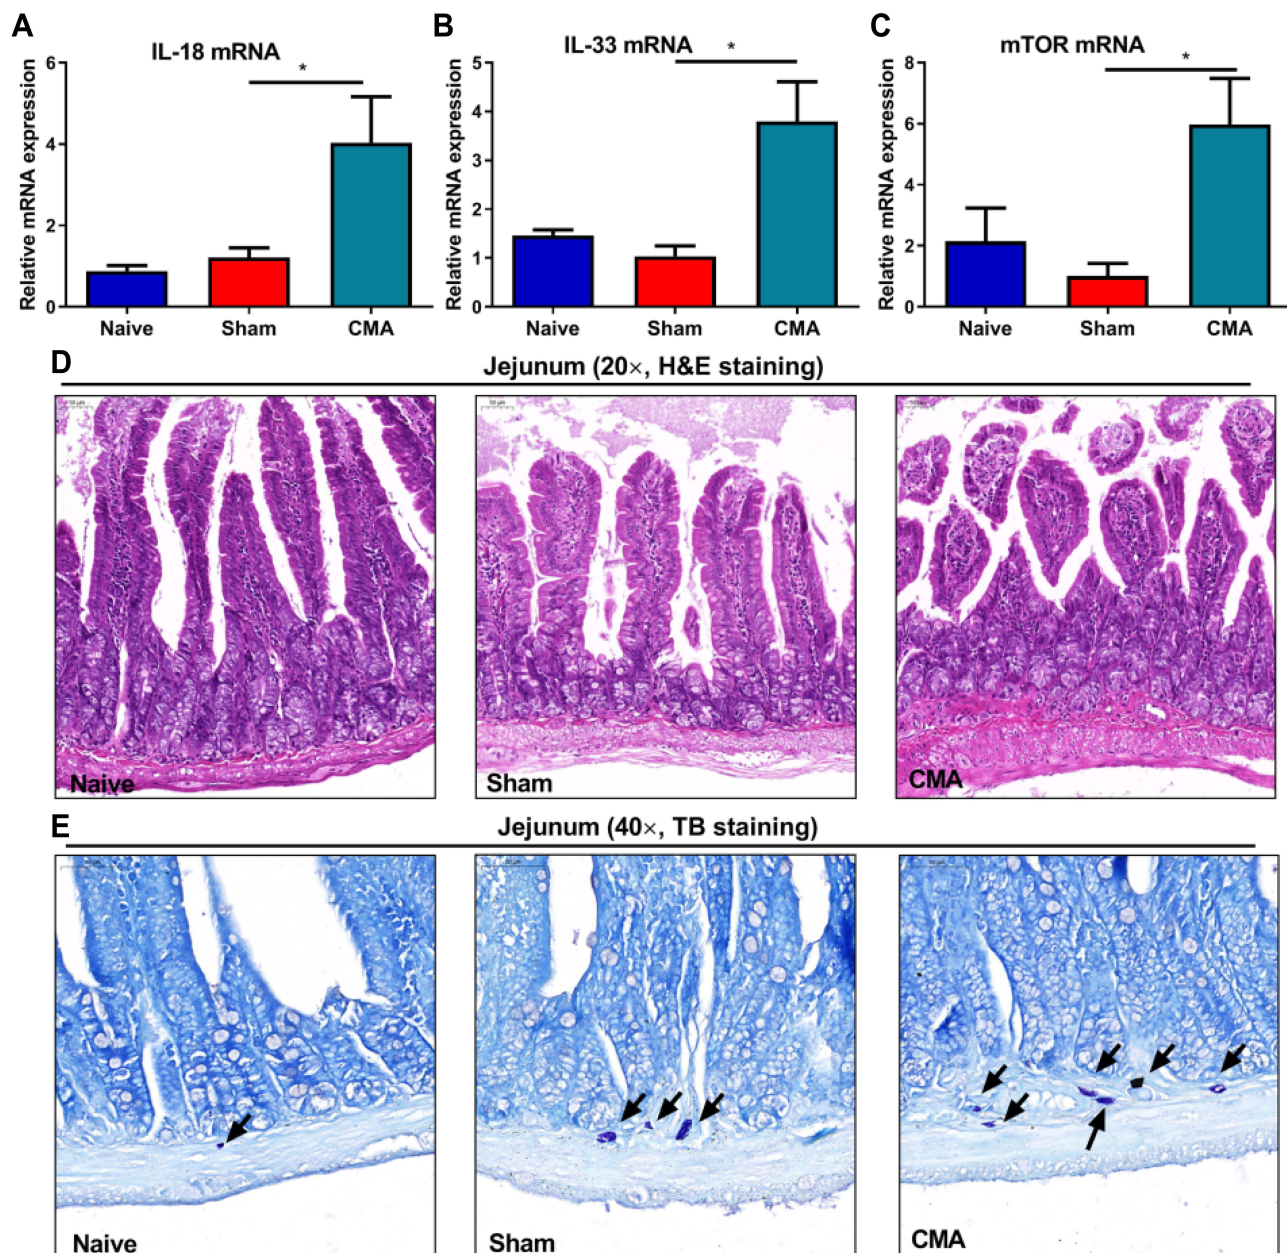 A
IL-18 mRNA
*
Relative mRNA expression
6
4
2
0
Naive Sham CMA
B
IL-33 mRNA
*
Relative mRNA expression
5
4
3
2
1
0
Naive Sham CMA
C
mTOR mRNA
*
Relative mRNA expression
8
6
4
2
0
Naive Sham CMA
D
Jejunum (20×, H&E staining)
Naive
Sham
CMA
E
Jejunum (40×, TB staining)
Naive
Sham
CMA